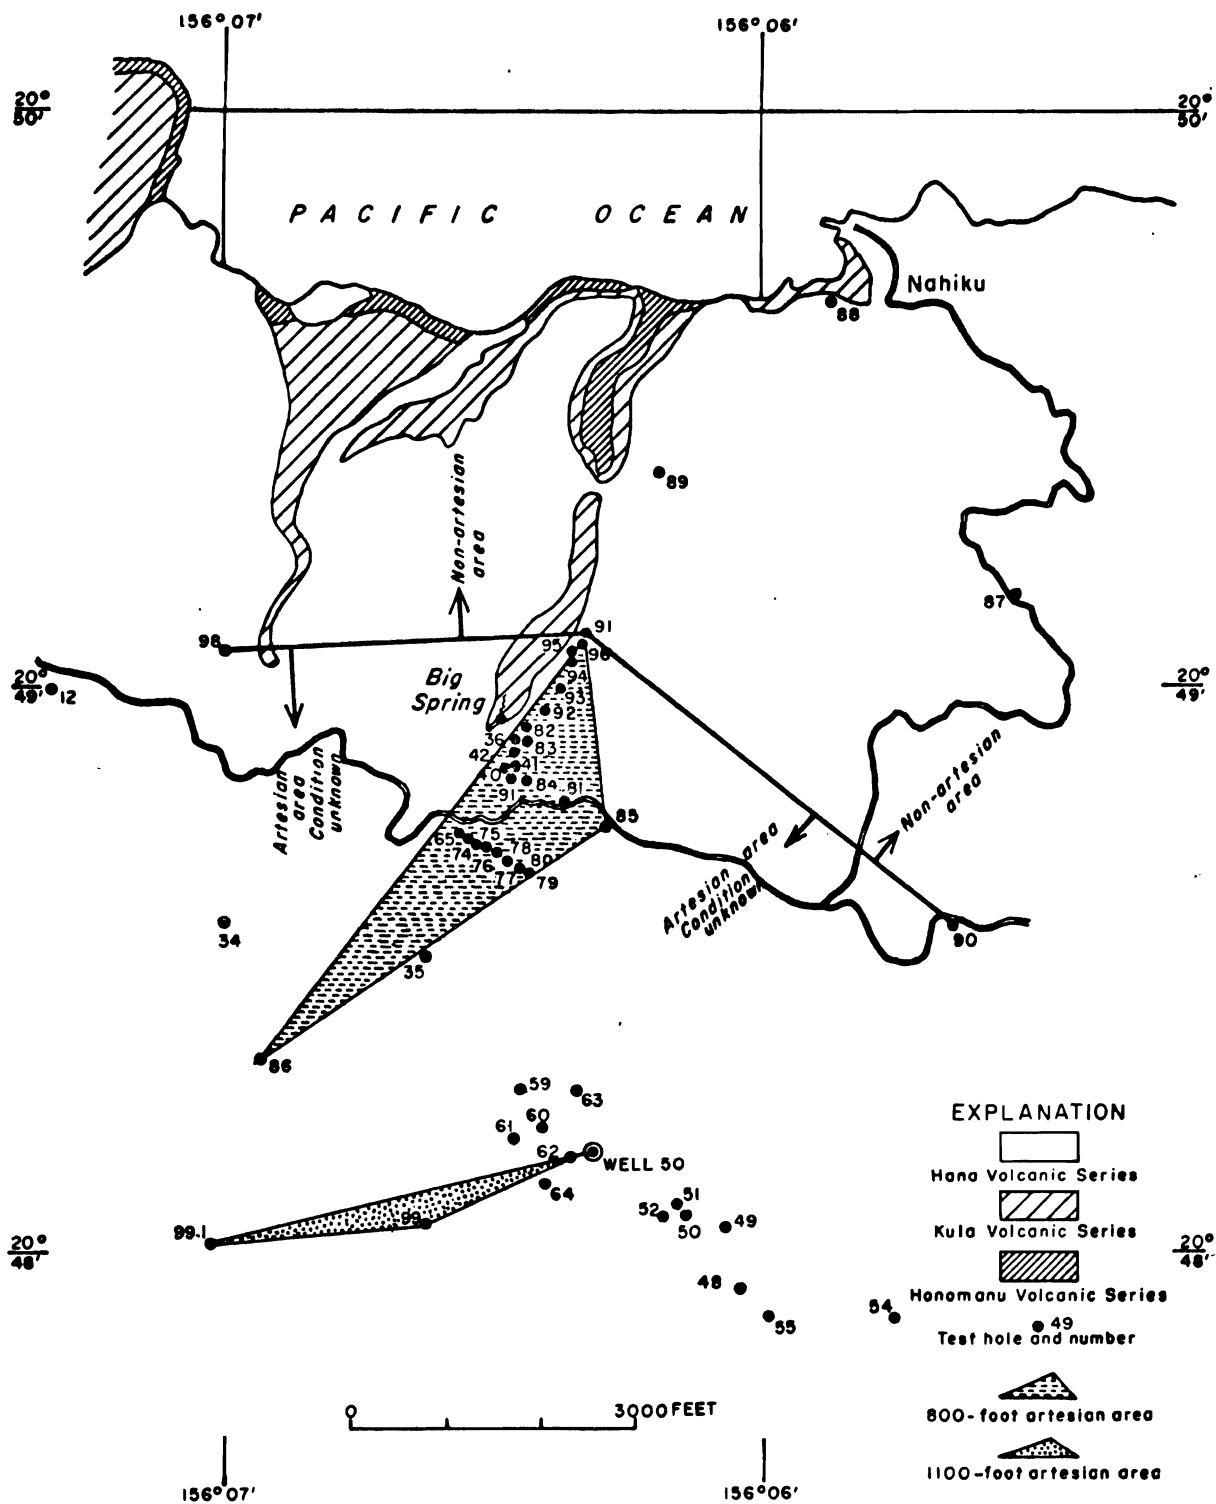 156° 07'
156° 06'
20°
50'
20°
50'
PACIFIC OCEAN
Nahiku
88
89
Non-artesian
area
87
98
91
95
96
20°
49'
12
Big
Spring
94
93
92
82
36
83
42
41
40
84
81
91
20°
49'
Non-artesian
area
Artesian
area
Condition
unknown
85
65
75
74
78
76
80
77
79
Artesian area
Condition
unknown
34
35
90
86
59
63
60
61
62
WELL 50
64
51
52
50
49
99.1
99
20°
48'
20°
48'
48
55
54
EXPLANATION
Hana Volcanic Series
Kula Volcanic Series
Honomanu Volcanic Series
49
Test hole and number
800-foot artesian area
1100-foot artesian area
0 3000 FEET
156° 07'
156° 06'